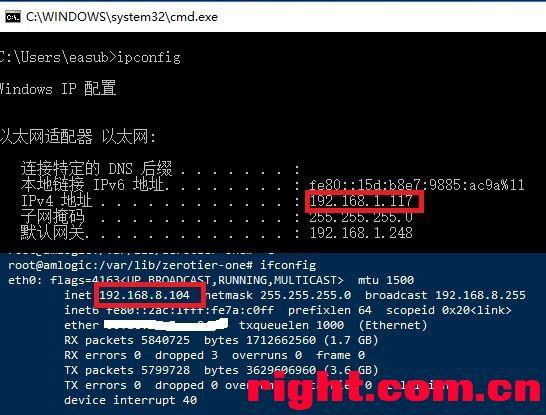 C:\WINDOWS\system32\cmd.exe
C:\Users\easub>ipconfig
Windows IP 配置
以太网适配器 以太网:
连接特定的 DNS 后缀 . . . . . . . :
本地链接 IPv6 地址. . . . . . . . : fe80::15d:b8e7:9885:ac9a%11
IPv4 地址 . . . . . . . . . . . . : 192.168.1.117
子网掩码 . . . . . . . . . . . . : 255.255.255.0
默认网关. . . . . . . . . . . . . : 192.168.1.248
root@amlogic:/var/lib/zerotier-one# ifconfig
eth0: flags=4163<UP,BROADCAST,RUNNING,MULTICAST> mtu 1500
inet 192.168.8.104 netmask 255.255.255.0 broadcast 192.168.8.255
inet6 fe80::2ac:1fff:fe7a:c0ff prefixlen 64 scopeid 0x20<link>
ether txqueuelen 1000 (Ethernet)
RX packets 5840725 bytes 1712662560 (1.7 GB)
RX errors 0 dropped 3 overruns 0 frame 0
TX packets 5799728 bytes 3629606960 (3.6 GB)
TX errors 0 dropped 0 overruns
device interrupt 40
right.com.cn